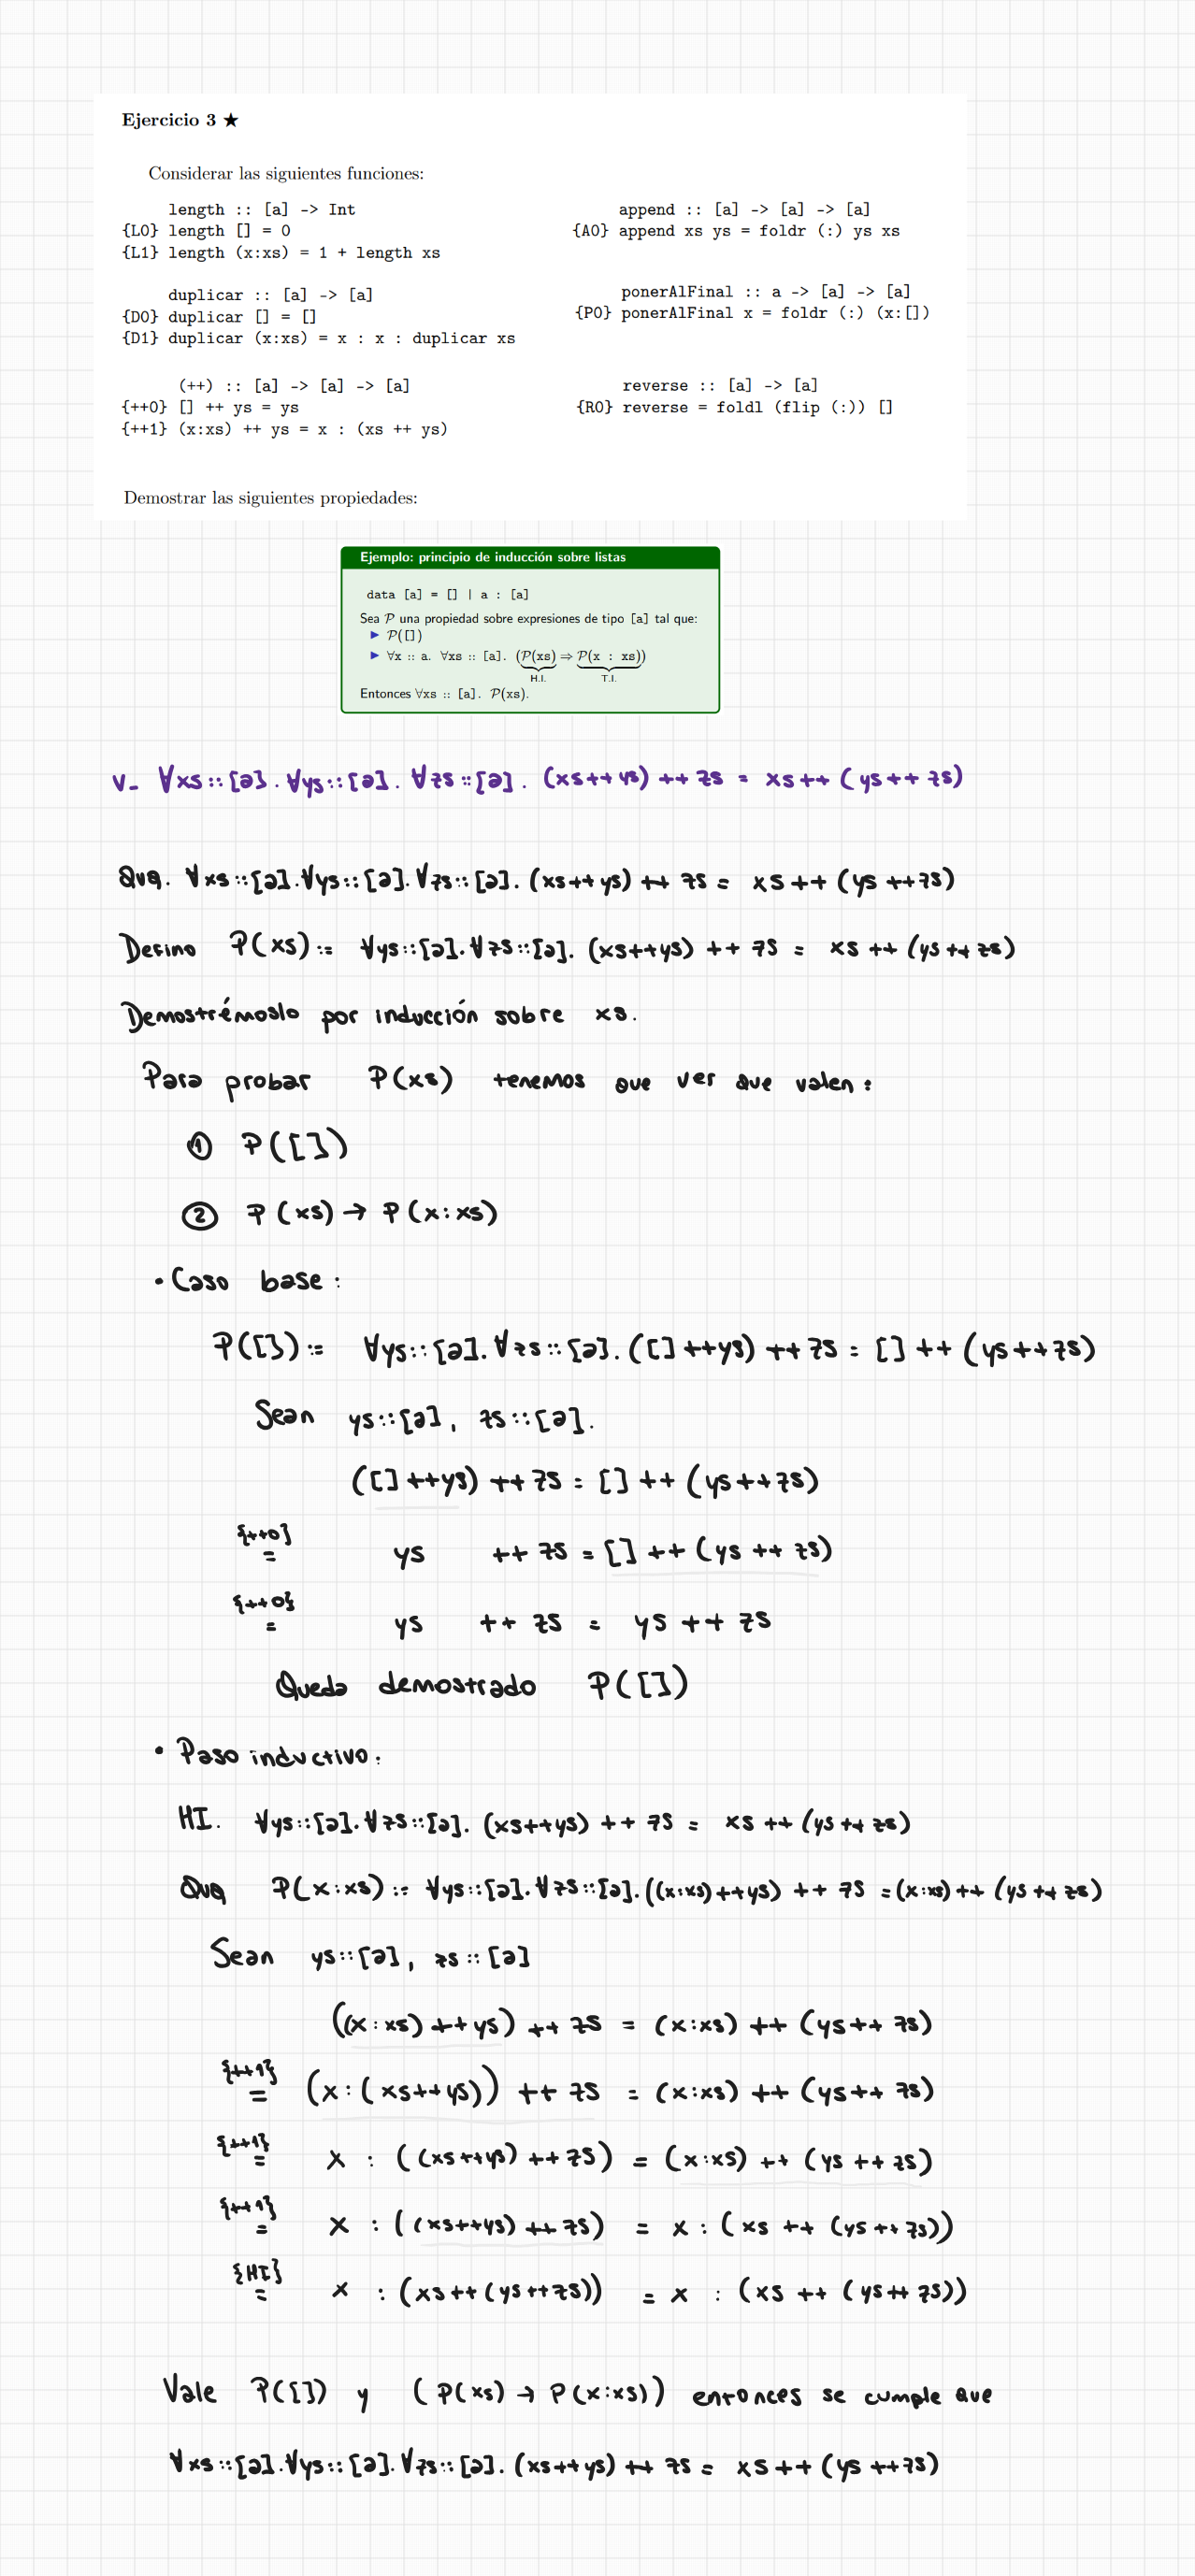 Ejercicio 3 ★
Considerar las siguientes funciones:
length :: [a] -> Int
{L0} length [] = 0
{L1} length (x:xs) = 1 + length xs
append :: [a] -> [a] -> [a]
{A0} append xs ys = foldr (:) ys xs
duplicar :: [a] -> [a]
{D0} duplicar [] = []
{D1} duplicar (x:xs) = x : x : duplicar xs
ponerAlFinal :: a -> [a] -> [a]
{P0} ponerAlFinal x = foldr (:) (x:[])
(++) :: [a] -> [a] -> [a]
{++0} [] ++ ys = ys
{++1} (x:xs) ++ ys = x : (xs ++ ys)
reverse :: [a] -> [a]
{R0} reverse = foldl (flip (:)) []
Demostrar las siguientes propiedades:
Ejemplo: principio de inducción sobre listas
data [a] = [] | a : [a]
Sea P una propiedad sobre expresiones de tipo [a] tal que:
▶ P([])
▶ ∀x :: a. ∀xs :: [a]. (P(xs) ⇒ P(x : xs))
H.I. T.I.
Entonces ∀xs :: [a]. P(xs).
v- ∀xs::[a]. ∀ys::[a]. ∀zs::[a]. (xs++ys) ++ zs = xs++ (ys++zs)
Qvq. ∀xs::[a].∀ys::[a].∀zs::[a]. (xs++ys) ++ zs = xs++ (ys++zs)
Defino P(xs):= ∀ys::[a].∀zs::[a]. (xs++ys) ++ zs = xs ++ (ys++zs)
Demostrémoslo por inducción sobre xs.
Para probar P(xs) tenemos que ver que valen:
① P([])
② P(xs) → P(x:xs)
• Caso base:
P([]):= ∀ys::[a].∀zs::[a].([]++ys) ++ zs = [] ++ (ys++zs)
Sean ys::[a], zs::[a].
([]++ys) ++ zs = [] ++ (ys++zs)
{++0}
= ys ++ zs = [] ++ (ys ++ zs)
{++0}
= ys ++ zs = ys ++ zs
Queda demostrado P([])
• Paso inductivo:
HI. ∀ys::[a].∀zs::[a]. (xs++ys) ++ zs = xs ++ (ys++zs)
Qvq P(x:xs):= ∀ys::[a].∀zs::[a].((x:xs)++ys) ++ zs =(x:xs)++ (ys++zs)
Sean ys::[a], zs::[a]
((x:xs)++ys) ++ zs = (x:xs) ++ (ys++ zs)
{++1}
= (x:(xs++ys)) ++ zs = (x:xs) ++ (ys++ zs)
{++1}
= x : ((xs++ys) ++zs) = (x:xs) ++ (ys ++ zs)
{++1}
= x : ((xs++ys) ++zs) = x : (xs ++ (ys++zs))
{HI}
= x : (xs++(ys++zs)) = x : (xs ++ (ys++zs))
Vale P([]) y (P(xs) → P(x:xs)) entonces se cumple que
∀xs::[a].∀ys::[a].∀zs::[a]. (xs++ys) ++ zs = xs++ (ys++zs)